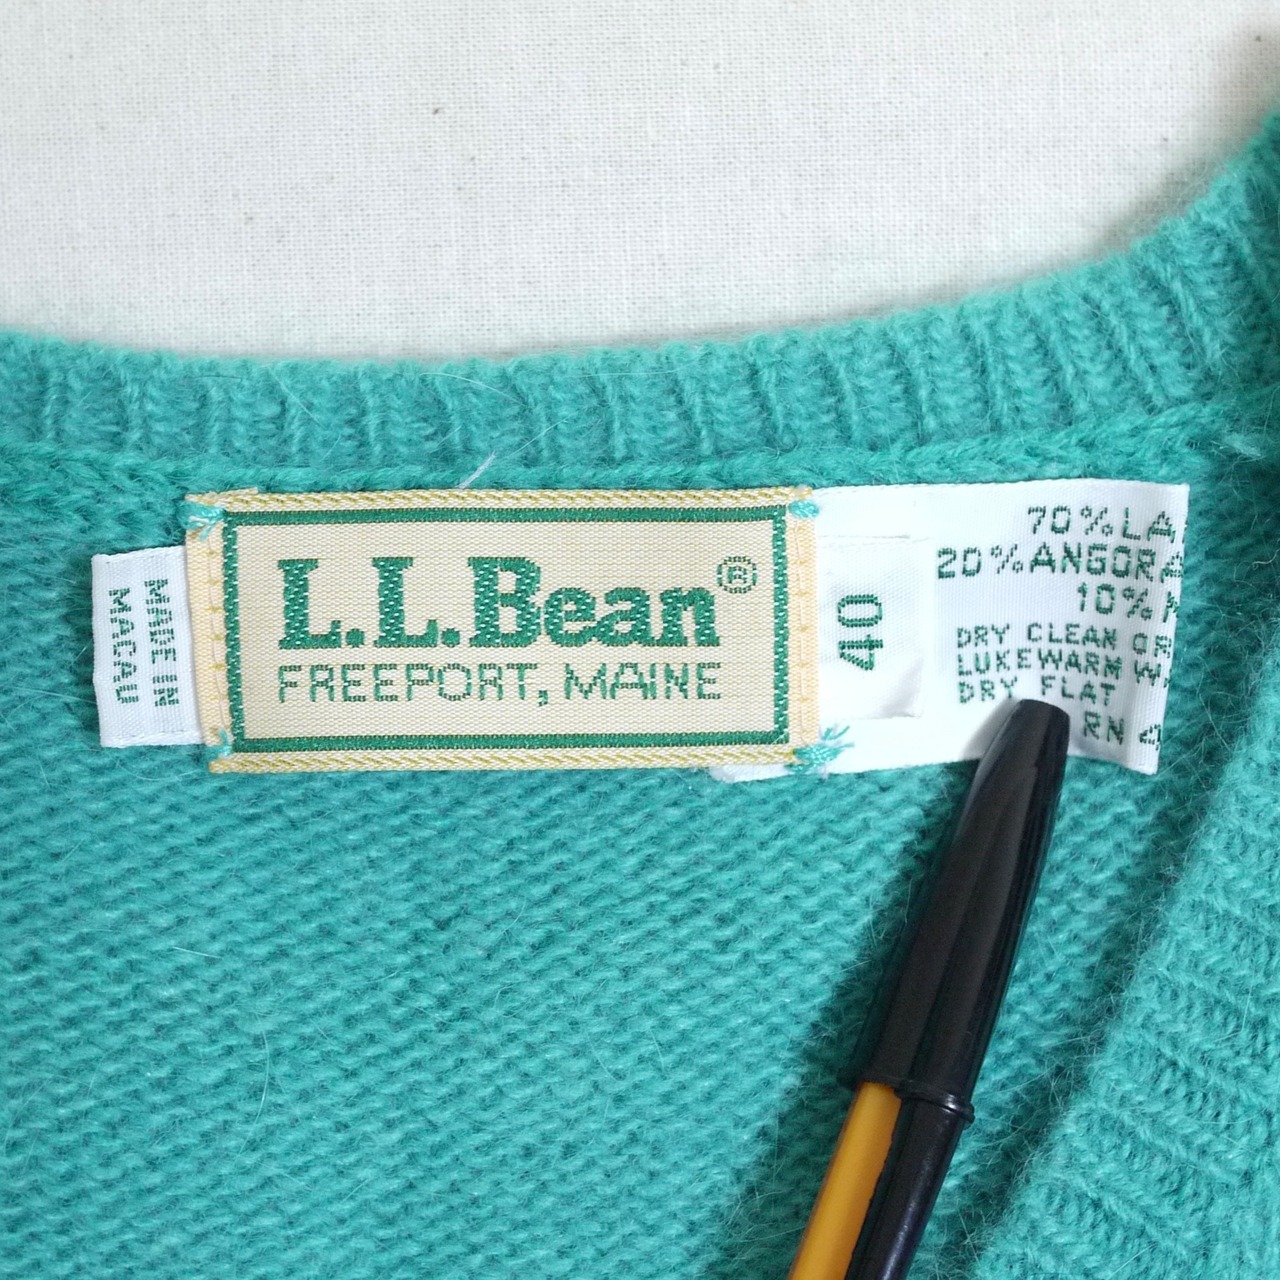 MADE IN
MACAU
L.L.Bean®
FREEPORT, MAINE
40
70% LA
20% ANGORA
10%
DRY CLEAN OR
LUKEWARM W
DRY FLAT
RN 4